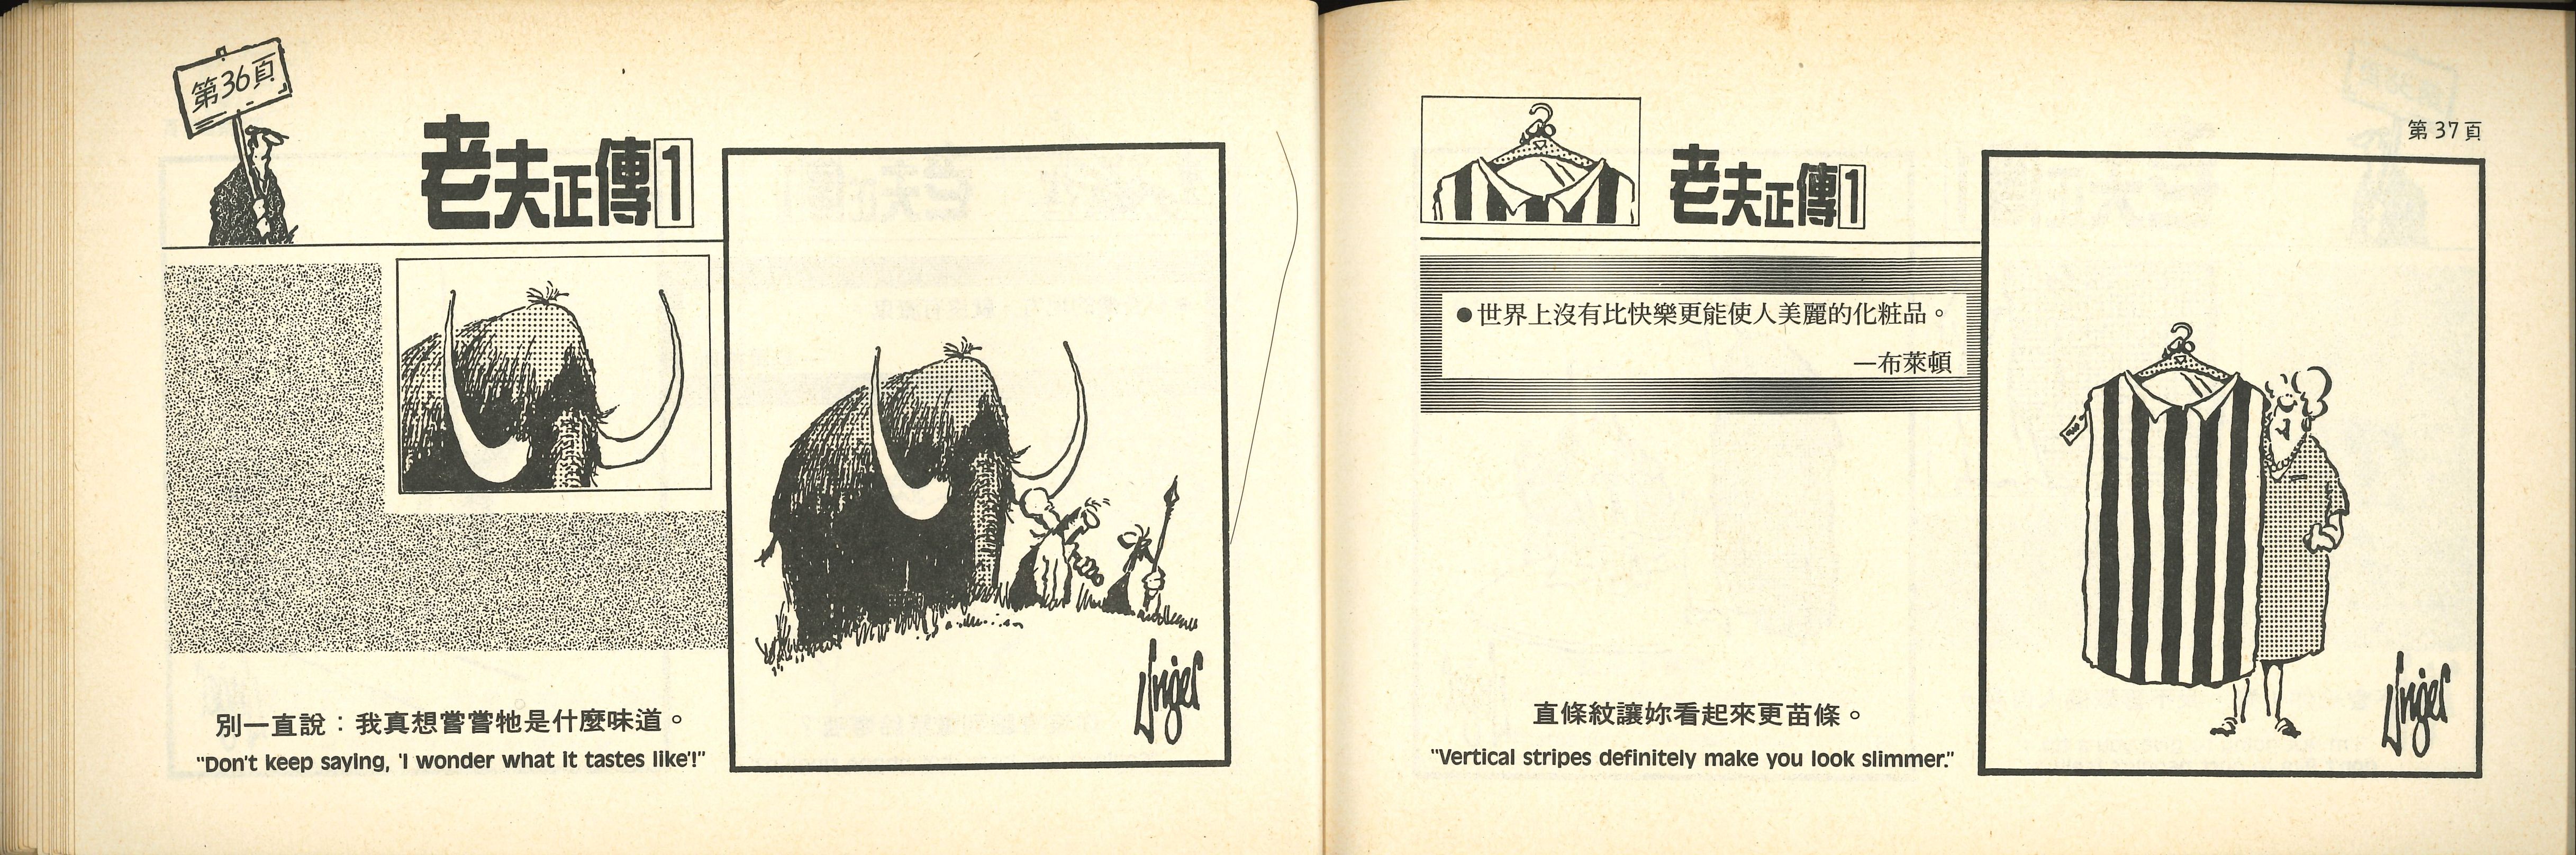 第36頁
老夫正傳1
別一直說：我真想嘗嘗牠是什麼味道。
"Don't keep saying, 'I wonder what it tastes like'!"
Unger
第37頁
老夫正傳1
●世界上沒有比快樂更能使人美麗的化粧品。
—布萊頓
直條紋讓妳看起來更苗條。
"Vertical stripes definitely make you look slimmer."
Unger